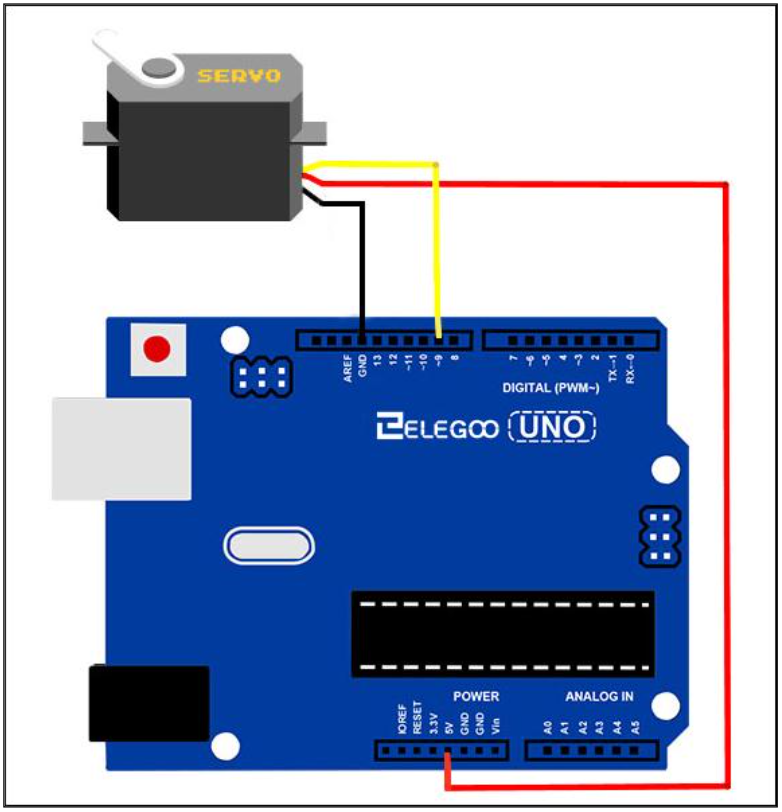 SERVO
AREF
GND
13
12
~11
~10
~9
8
7
~6
~5
4
~3
2
TX→1
RX←0
DIGITAL (PWM~)
ELEGOO UNO
POWER
ANALOG IN
IOREF
RESET
3.3V
5V
GND
GND
Vin
A0
A1
A2
A3
A4
A5